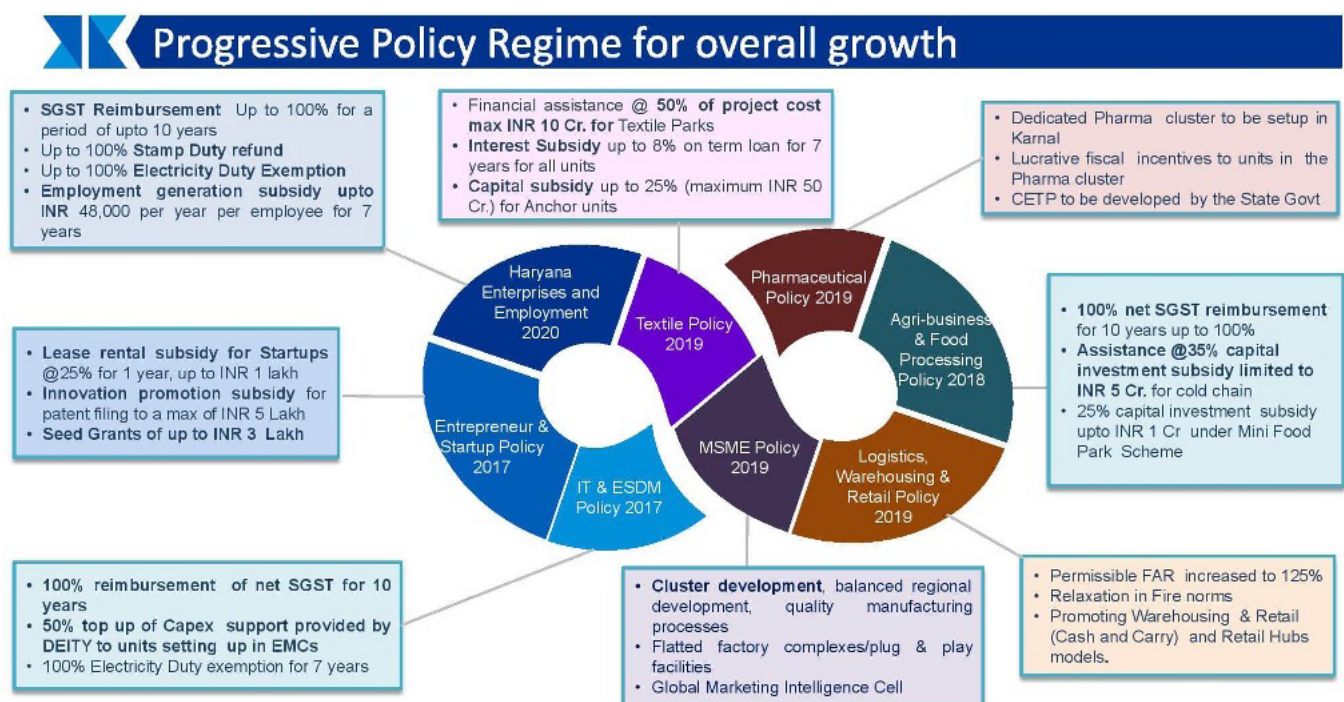 Progressive Policy Regime for overall growth
• SGST Reimbursement Up to 100% for a
period of upto 10 years
• Up to 100% Stamp Duty refund
• Up to 100% Electricity Duty Exemption
• Employment generation subsidy upto
INR 48,000 per year per employee for 7
years
• Financial assistance @ 50% of project cost
max INR 10 Cr. for Textile Parks
• Interest Subsidy up to 8% on term loan for 7
years for all units
• Capital subsidy up to 25% (maximum INR 50
Cr.) for Anchor units
• Dedicated Pharma cluster to be setup in
Karnal
• Lucrative fiscal incentives to units in the
Pharma cluster
• CETP to be developed by the State Govt
Haryana
Enterprises and
Employment
2020
Textile Policy
2019
Pharmaceutical
Policy 2019
Agri-business
& Food
Processing
Policy 2018
• Lease rental subsidy for Startups
@25% for 1 year, up to INR 1 lakh
• Innovation promotion subsidy for
patent filing to a max of INR 5 Lakh
• Seed Grants of up to INR 3 Lakh
• 100% net SGST reimbursement
for 10 years up to 100%
• Assistance @35% capital
investment subsidy limited to
INR 5 Cr. for cold chain
• 25% capital investment subsidy
upto INR 1 Cr under Mini Food
Park Scheme
Entrepreneur &
Startup Policy
2017
IT & ESDM
Policy 2017
MSME Policy
2019
Logistics,
Warehousing &
Retail Policy
2019
• 100% reimbursement of net SGST for 10
years
• 50% top up of Capex support provided by
DEITY to units setting up in EMCs
• 100% Electricity Duty exemption for 7 years
• Cluster development, balanced regional
development, quality manufacturing
processes
• Flatted factory complexes/plug & play
facilities
• Global Marketing Intelligence Cell
• Permissible FAR increased to 125%
• Relaxation in Fire norms
• Promoting Warehousing & Retail
(Cash and Carry) and Retail Hubs
models.